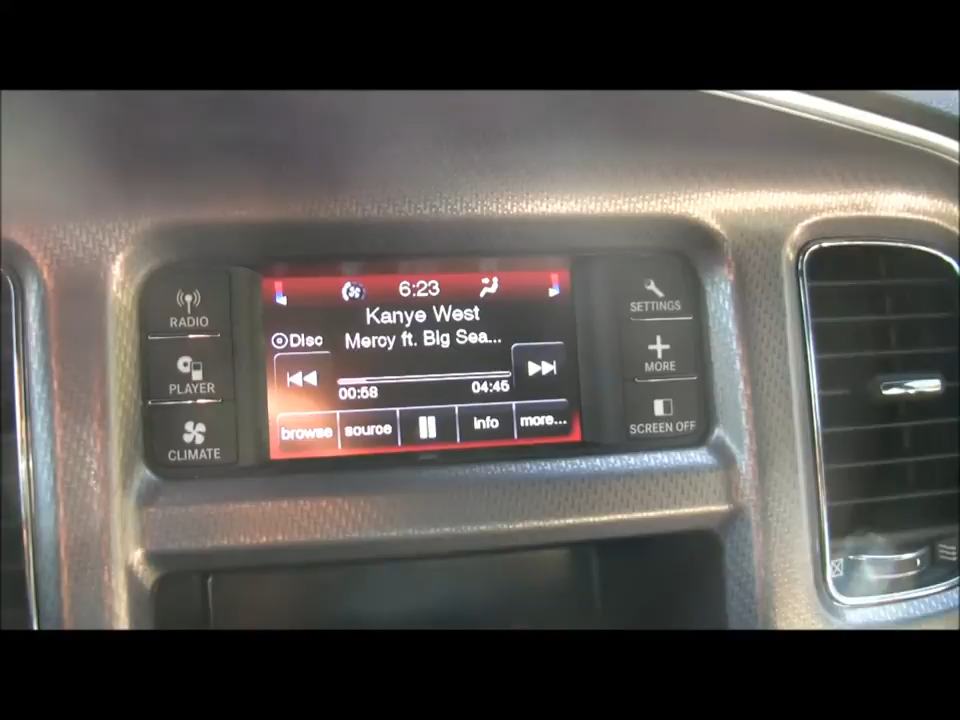 RADIO
PLAYER
CLIMATE
6:23
Kanye West
Disc
Mercy ft. Big Sea...
00:58
04:45
browse
source
info
more...
SETTINGS
MORE
SCREEN OFF